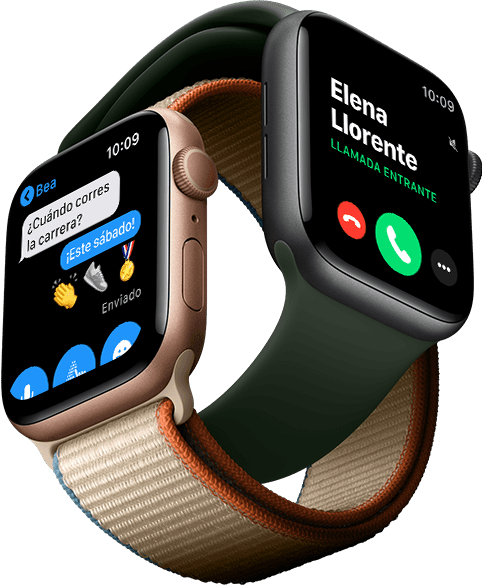 10:09
Bea
¿Cuándo corres
la carrera?
¡Este sábado!
Enviado
10:09
Elena
Llorente
LLAMADA ENTRANTE